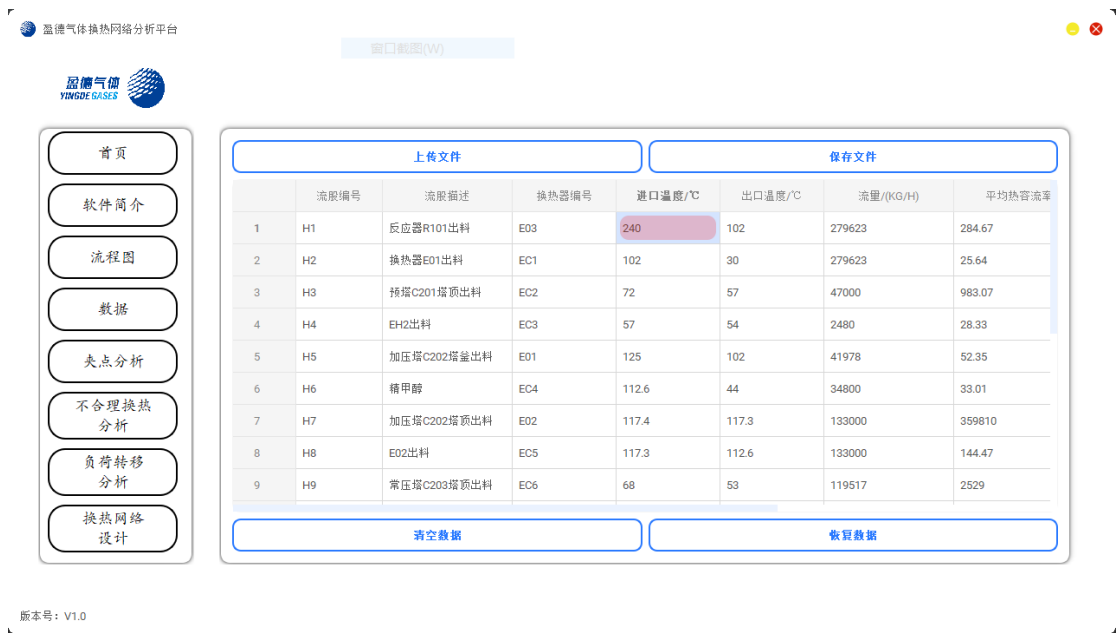 盈德气体换热网络分析平台
窗口截图(W)
盈德气体
YINGDE GASES
首页
软件简介
流程图
数据
夹点分析
不合理换热
分析
负荷转移
分析
换热网络
设计
上传文件 保存文件
流股编号 流股描述 换热器编号 进口温度/℃ 出口温度/℃ 流量/(KG/H) 平均热容流率
1 H1 反应器R101出料 E03 240 102 279623 284.67
2 H2 换热器E01出料 EC1 102 30 279623 25.64
3 H3 预塔C201塔顶出料 EC2 72 57 47000 983.07
4 H4 EH2出料 EC3 57 54 2480 28.33
5 H5 加压塔C202塔釜出料 E01 125 102 41978 52.35
6 H6 精甲醇 EC4 112.6 44 34800 33.01
7 H7 加压塔C202塔顶出料 E02 117.4 117.3 133000 359810
8 H8 E02出料 EC5 117.3 112.6 133000 144.47
9 H9 常压塔C203塔顶出料 EC6 68 53 119517 2529
清空数据 恢复数据
版本号：V1.0